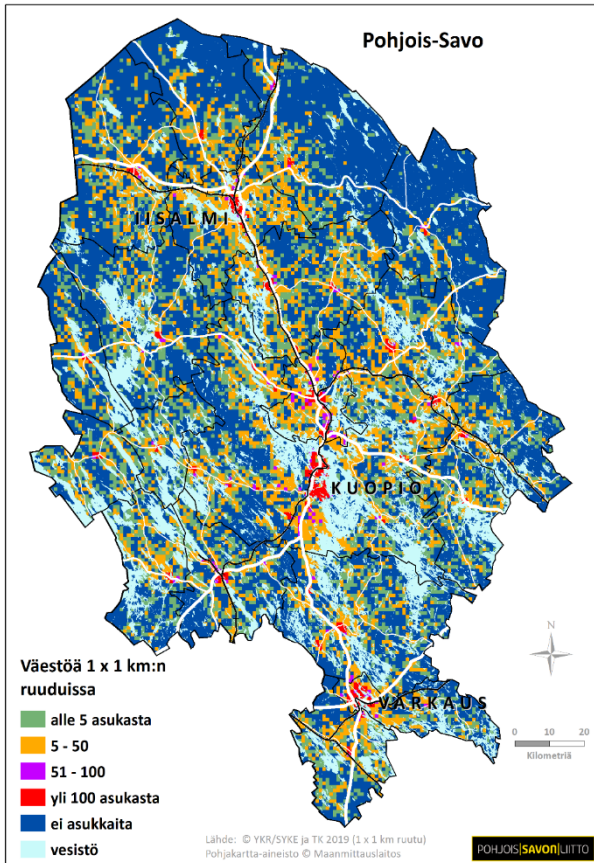 Pohjois-Savo
IISALMI
KUOPIO
VARKAUS
N
Väestöä 1 x 1 km:n
ruuduissa
alle 5 asukasta
5 - 50
51 - 100
yli 100 asukasta
ei asukkaita
vesistö
0 10 20
Kilometriä
Lähde: © YKR/SYKE ja TK 2019 (1 x 1 km ruutu)
Pohjakartta-aineisto © Maanmittauslaitos
POHJOIS|SAVON|LIITTO